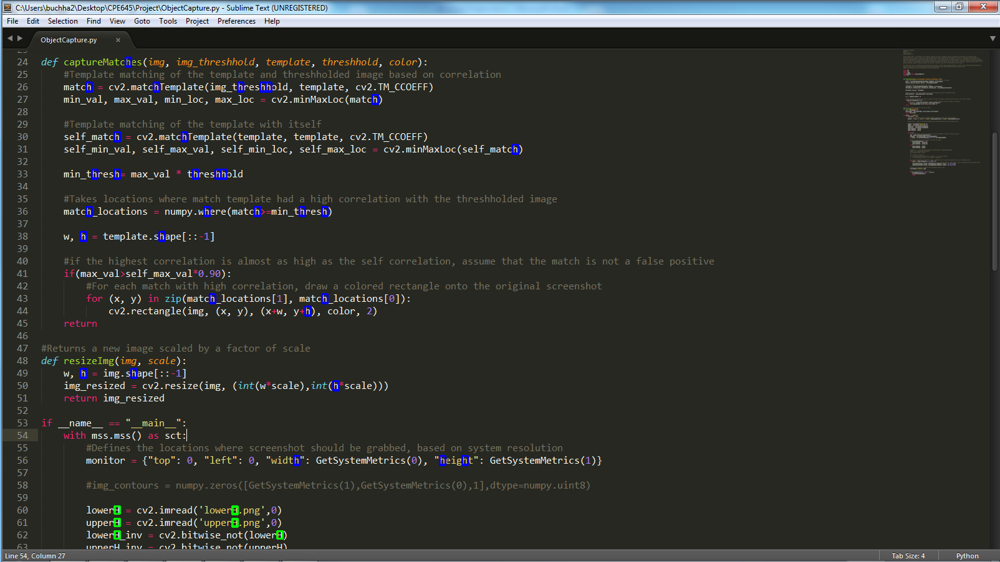 C:\Users\buchha2\Desktop\CPE645\Project\ObjectCapture.py - Sublime Text (UNREGISTERED)
File Edit Selection Find View Goto Tools Project Preferences Help
ObjectCapture.py
24 def captureMatches(img, img_threshhold, template, threshhold, color):
25 #Template matching of the template and threshholded image based on correlation
26 match = cv2.matchTemplate(img_threshhold, template, cv2.TM_CCOEFF)
27 min_val, max_val, min_loc, max_loc = cv2.minMaxLoc(match)
28
29 #Template matching of the template with itself
30 self_match = cv2.matchTemplate(template, template, cv2.TM_CCOEFF)
31 self_min_val, self_max_val, self_min_loc, self_max_loc = cv2.minMaxLoc(self_match)
32
33 min_thresh= max_val * threshhold
34
35 #Takes locations where match template had a high correlation with the threshholded image
36 match_locations = numpy.where(match>=min_thresh)
37
38 w, h = template.shape[::-1]
39
40 #if the highest correlation is almost as high as the self correlation, assume that the match is not a false positive
41 if(max_val>self_max_val*0.90):
42 #For each match with high correlation, draw a colored rectangle onto the original screenshot
43 for (x, y) in zip(match_locations[1], match_locations[0]):
44 cv2.rectangle(img, (x, y), (x+w, y+h), color, 2)
45 return
46
47 #Returns a new image scaled by a factor of scale
48 def resizeImg(img, scale):
49 w, h = img.shape[::-1]
50 img_resized = cv2.resize(img, (int(w*scale),int(h*scale)))
51 return img_resized
52
53 if __name__ == "__main__":
54 with mss.mss() as sct:
55 #Defines the locations where screenshot should be grabbed, based on system resolution
56 monitor = {"top": 0, "left": 0, "width": GetSystemMetrics(0), "height": GetSystemMetrics(1)}
57
58 #img_contours = numpy.zeros([GetSystemMetrics(1),GetSystemMetrics(0),1],dtype=numpy.uint8)
59
60 lowerH = cv2.imread('lowerH.png',0)
61 upperH = cv2.imread('upperH.png',0)
62 lowerH_inv = cv2.bitwise_not(lowerH)
63 upperH_inv = cv2.bitwise_not(upperH)
Line 54, Column 27
Tab Size: 4
Python